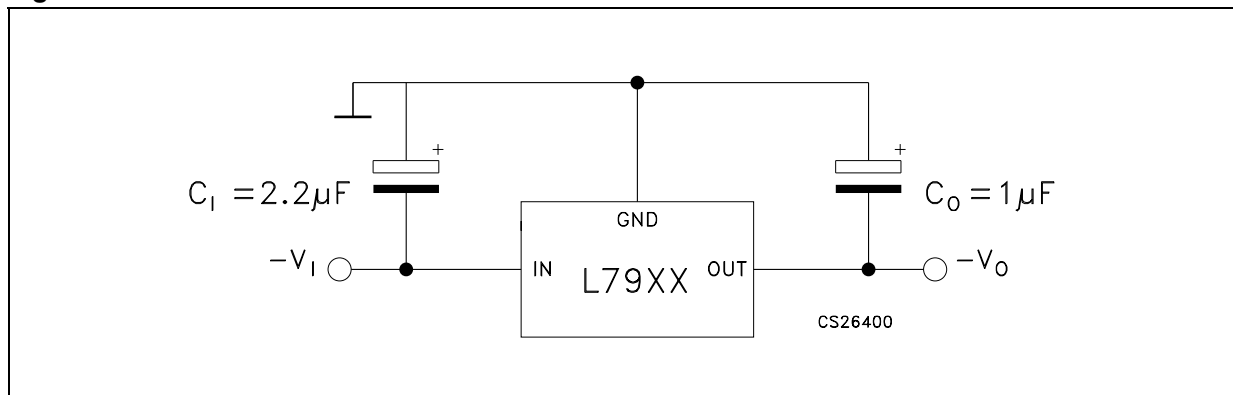 +
+
C_I = 2.2µF
C_O = 1µF
GND
-V_I
IN
L79XX
OUT
-V_O
CS26400